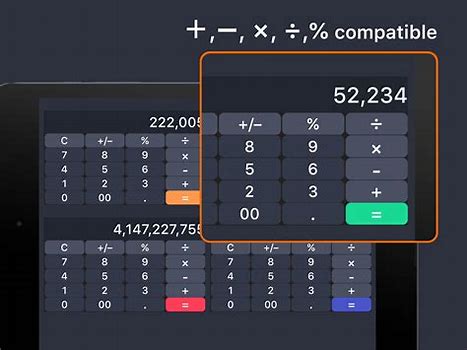 +,−, ×, ÷,% compatible
52,234
+/− % ÷
8 9 ×
5 6 -
2 3 +
00 . =
222,005
C +/− % ÷
7 8 9 ×
4 5 6 -
1 2 3 +
0 00 . =
4,147,227,755
C +/− % ÷
7 8 9 ×
4 5 6 -
1 2 3 +
0 00 . =
C +/− % ÷
7 8 9 ×
4 5 6 -
1 2 3 +
0 00 . =